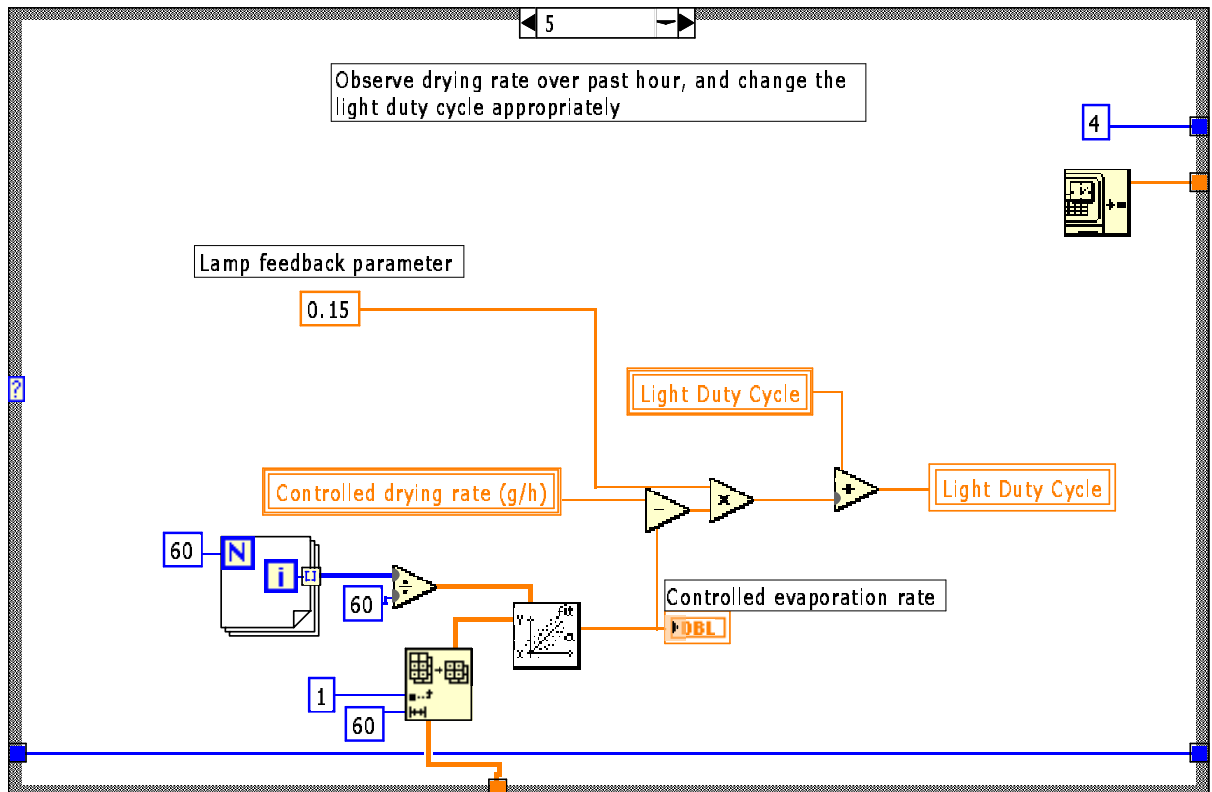 5
Observe drying rate over past hour, and change the
light duty cycle appropriately
4
Lamp feedback parameter
0.15
?
Light Duty Cycle
Controlled drying rate (g/h)
Light Duty Cycle
60
N
i
60
Controlled evaporation rate
DBL
fit
Y
a
X
1
60